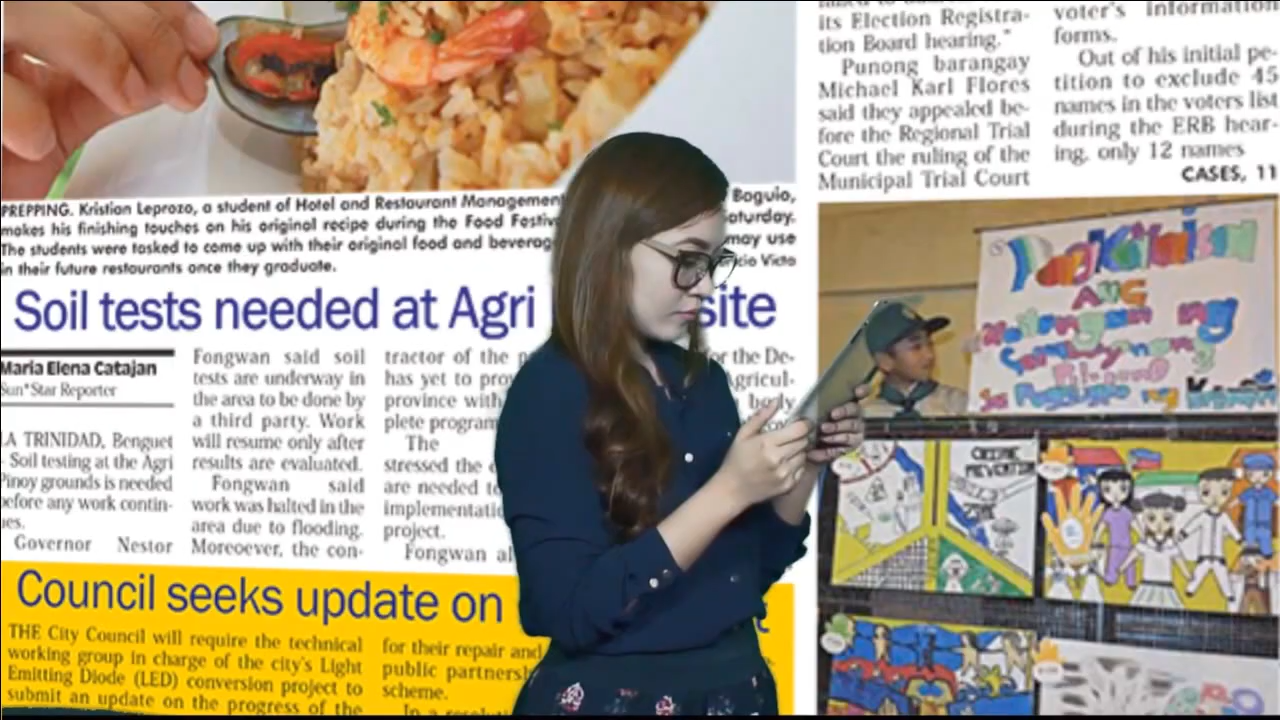 PREPPING. Kristian Leprozo, a student of Hotel and Restaurant Management Baguio,
makes his finishing touches on his original recipe during the Food Saturday.
The students were tasked to come up with their original food and may use
in their future restaurants once they graduate.
Soil tests needed at Agri site
Maria Elena Catajan
Sun*Star Reporter
LA TRINIDAD, Benguet
- Soil testing at the Agri
Pinoy grounds is needed
before any work contin-
ues.
Governor Nestor
Fongwan said soil
tests are underway in
the area to be done by
a third party. Work
will resume only after
results are evaluated.
Fongwan said
work was halted in the
area due to flooding.
Moreoever, the con-
tractor of the
has yet to
province with
plete
The
stressed the
are needed
project.
Fongwan
for the De-
Agricul-
Council seeks update on
THE City Council will require the technical
working group in charge of the city's Light
Emitting Diode (LED) conversion project to
submit an update on the progress of the
for their repair and
public
scheme.
In a
its Election Registra-
tion Board hearing."
Punong barangay
Michael Karl Flores
said they appealed be-
fore the Regional Trial
Court the ruling of the
Municipal Trial Court
voter's information
forms.
Out of his initial pe-
tition to exclude 45
names in the voters list
during the ERB hear-
ing, only 12 names
CASES, 11
ANG
CRIME
PREVENTION